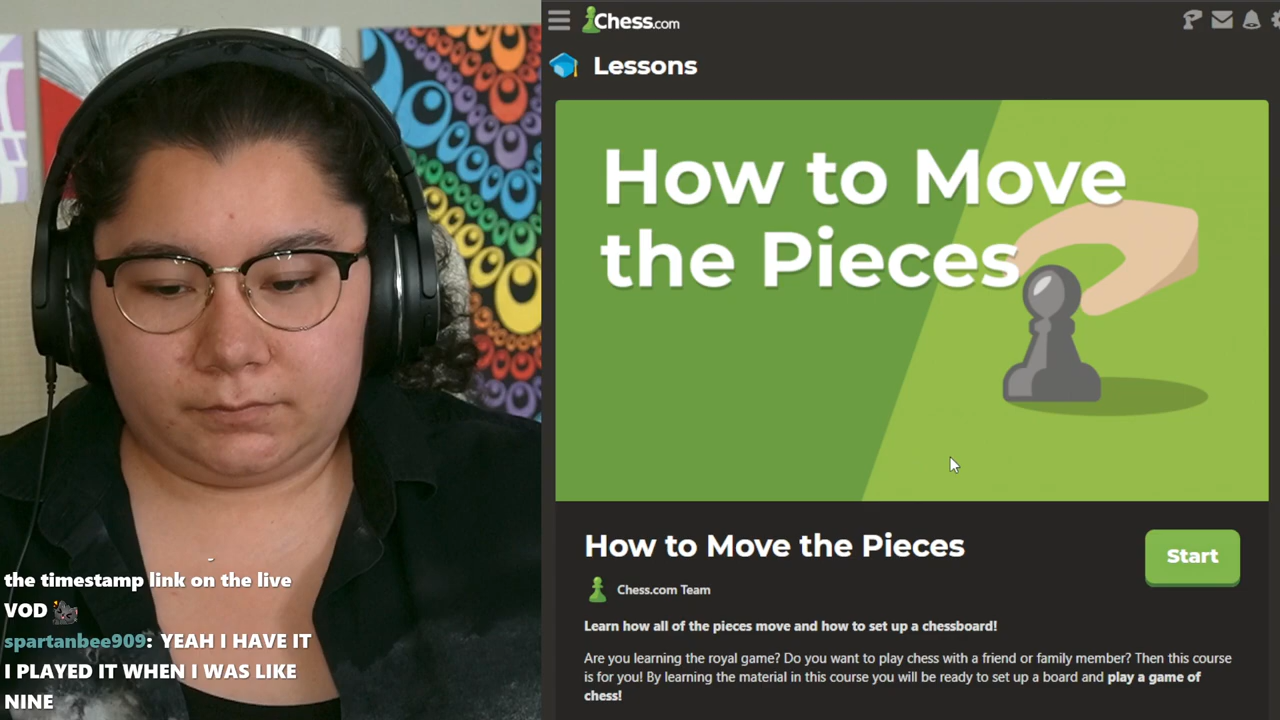 Chess.com
Lessons
How to Move
the Pieces
How to Move the Pieces
Start
Chess.com Team
Learn how all of the pieces move and how to set up a chessboard!
Are you learning the royal game? Do you want to play chess with a friend or family member? Then this course
is for you! By learning the material in this course you will be ready to set up a board and play a game of
chess!
the timestamp link on the live
VOD
spartanbee909: YEAH I HAVE IT
I PLAYED IT WHEN I WAS LIKE
NINE